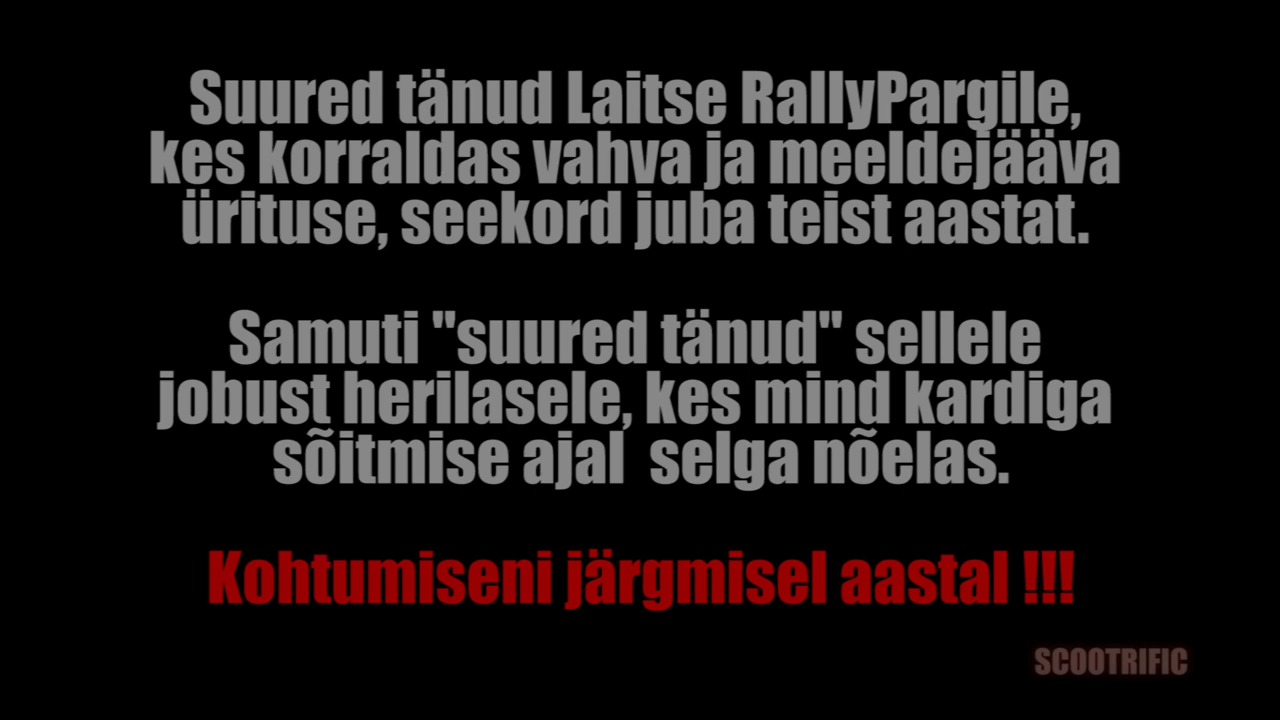 Suured tänud Laitse RallyPargile,
kes korraldas vahva ja meeldejääva
ürituse, seekord juba teist aastat.
Samuti "suured tänud" sellele
jobust herilasele, kes mind kardiga
sõitmise ajal  selga nõelas.
Kohtumiseni järgmisel aastal !!!
SCOOTRIFIC